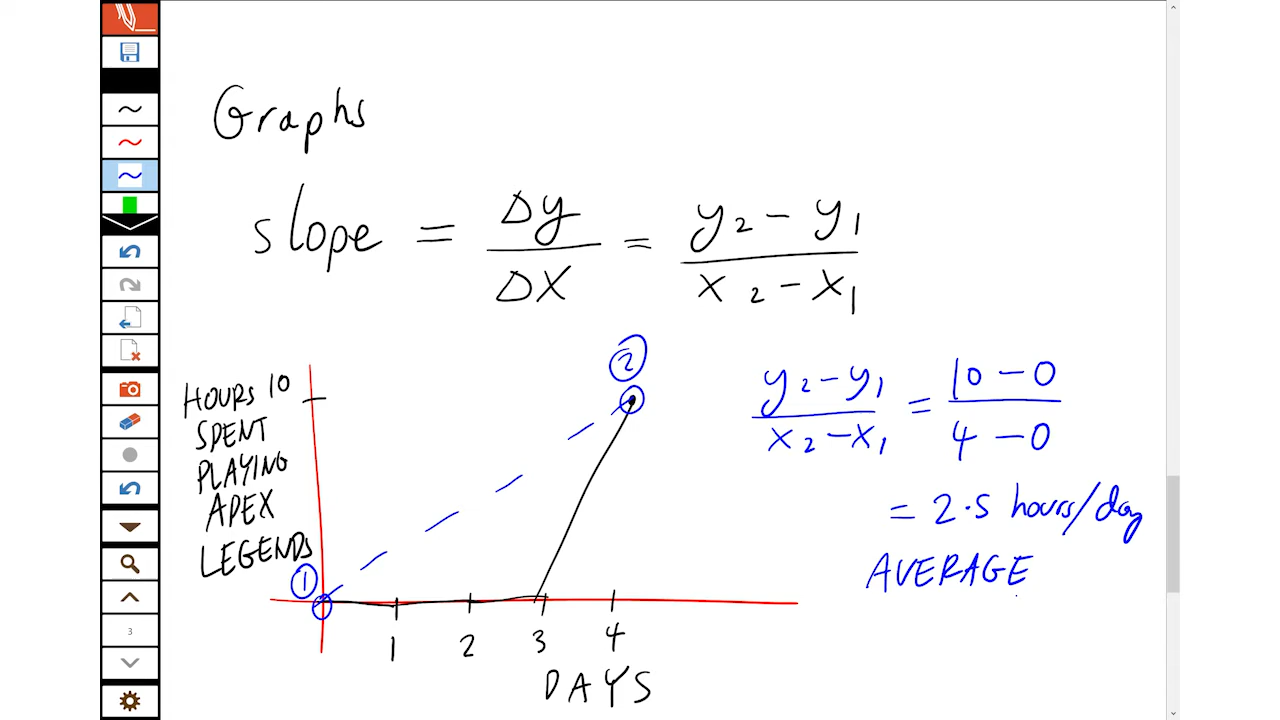 Graphs
slope = Δy/Δx = y₂ - y₁/x₂ - x₁
HOURS 10
SPENT
PLAYING
APEX
LEGENDS
①
②
1 2 3 4
DAYS
y₂ - y₁/x₂ - x₁ = 10 - 0/4 - 0
= 2.5 hours/day
AVERAGE
3